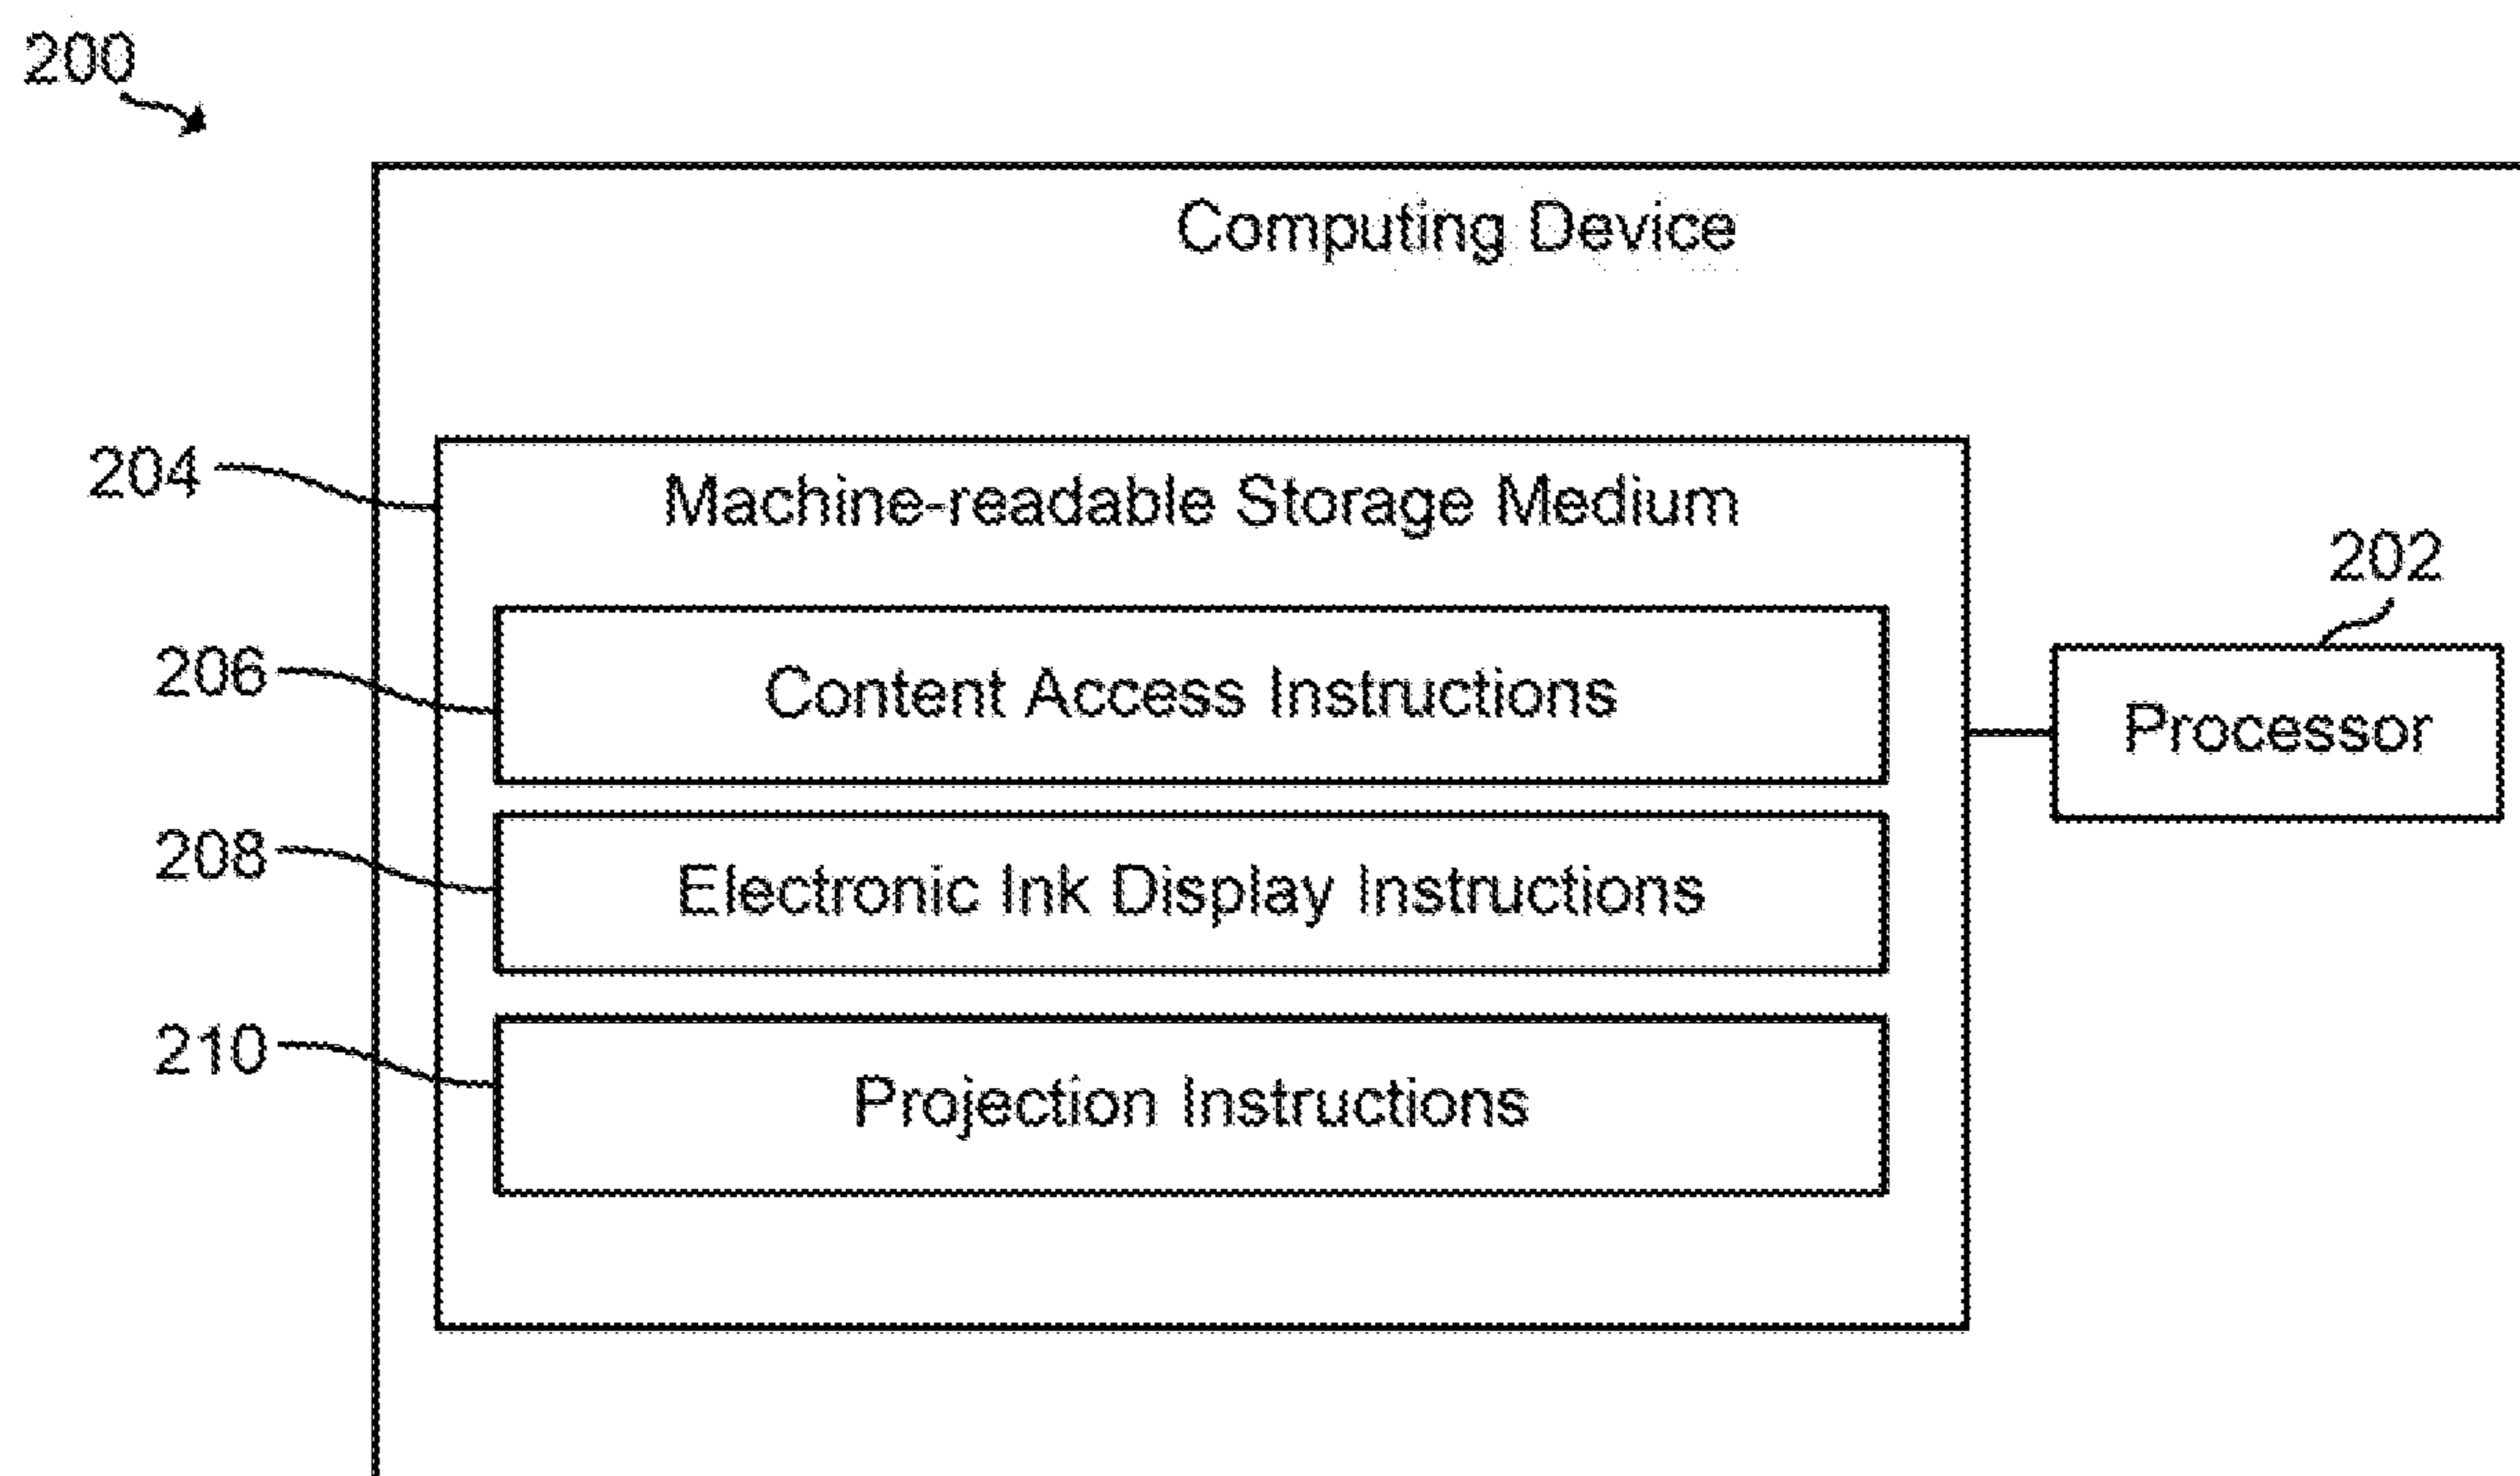 200
Computing Device
204
Machine-readable Storage Medium
202
206
Content Access Instructions
Processor
208
Electronic Ink Display Instructions
210
Projection Instructions